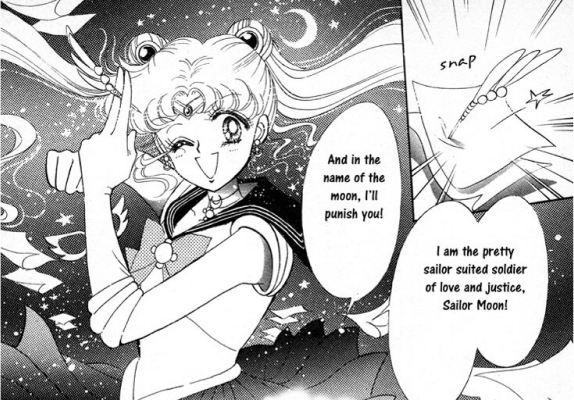 snap
I am the pretty
sailor suited soldier
of love and justice,
Sailor Moon!
And in the
name of the
moon, I'll
punish you!